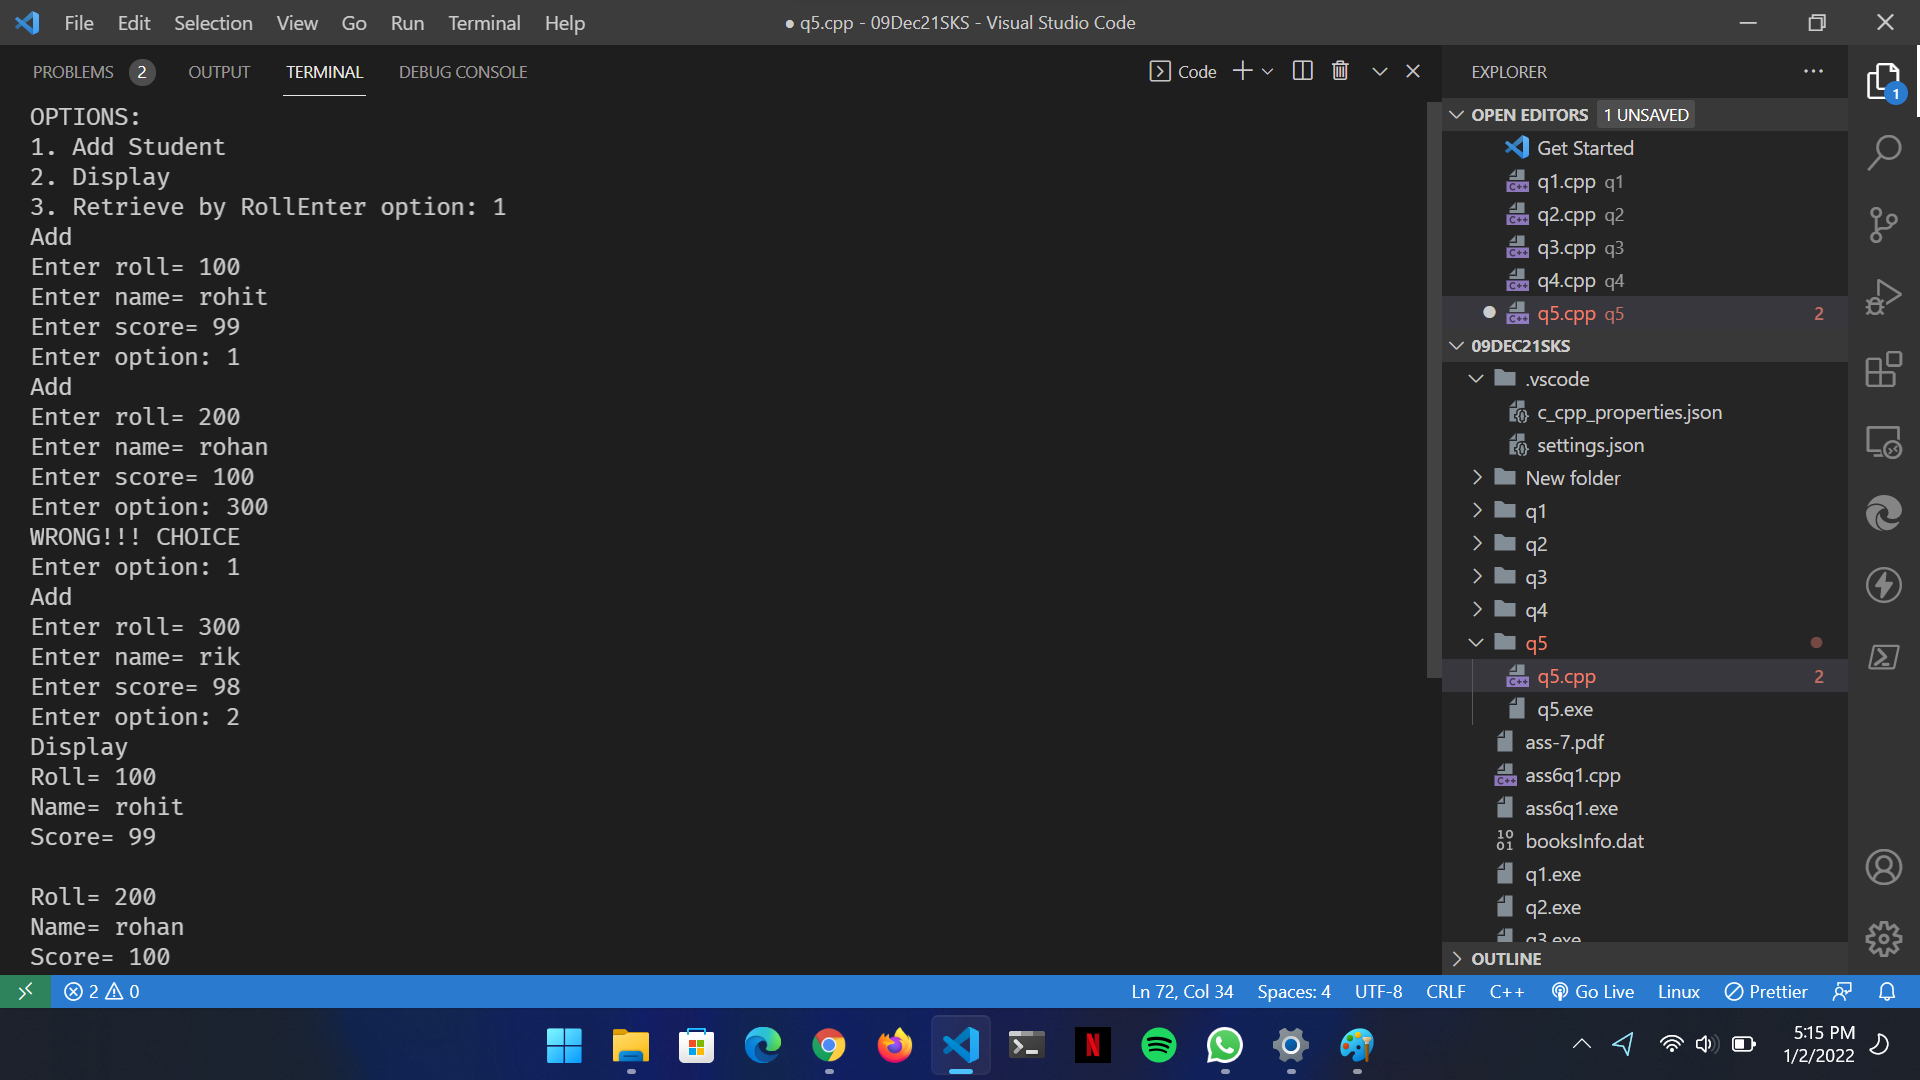 File Edit Selection View Go Run Terminal Help
● q5.cpp - 09Dec21SKS - Visual Studio Code
PROBLEMS 2 OUTPUT TERMINAL DEBUG CONSOLE
Code
OPTIONS:
1. Add Student
2. Display
3. Retrieve by RollEnter option: 1
Add
Enter roll= 100
Enter name= rohit
Enter score= 99
Enter option: 1
Add
Enter roll= 200
Enter name= rohan
Enter score= 100
Enter option: 300
WRONG!!! CHOICE
Enter option: 1
Add
Enter roll= 300
Enter name= rik
Enter score= 98
Enter option: 2
Display
Roll= 100
Name= rohit
Score= 99
Roll= 200
Name= rohan
Score= 100
EXPLORER
OPEN EDITORS 1 UNSAVED
Get Started
q1.cpp q1
q2.cpp q2
q3.cpp q3
q4.cpp q4
q5.cpp q5 2
09DEC21SKS
.vscode
c_cpp_properties.json
settings.json
New folder
q1
q2
q3
q4
q5
q5.cpp 2
q5.exe
ass-7.pdf
ass6q1.cpp
ass6q1.exe
booksInfo.dat
q1.exe
q2.exe
q3.exe
OUTLINE
1
2 0
Ln 72, Col 34 Spaces: 4 UTF-8 CRLF C++ Go Live Linux Prettier
5:15 PM
1/2/2022